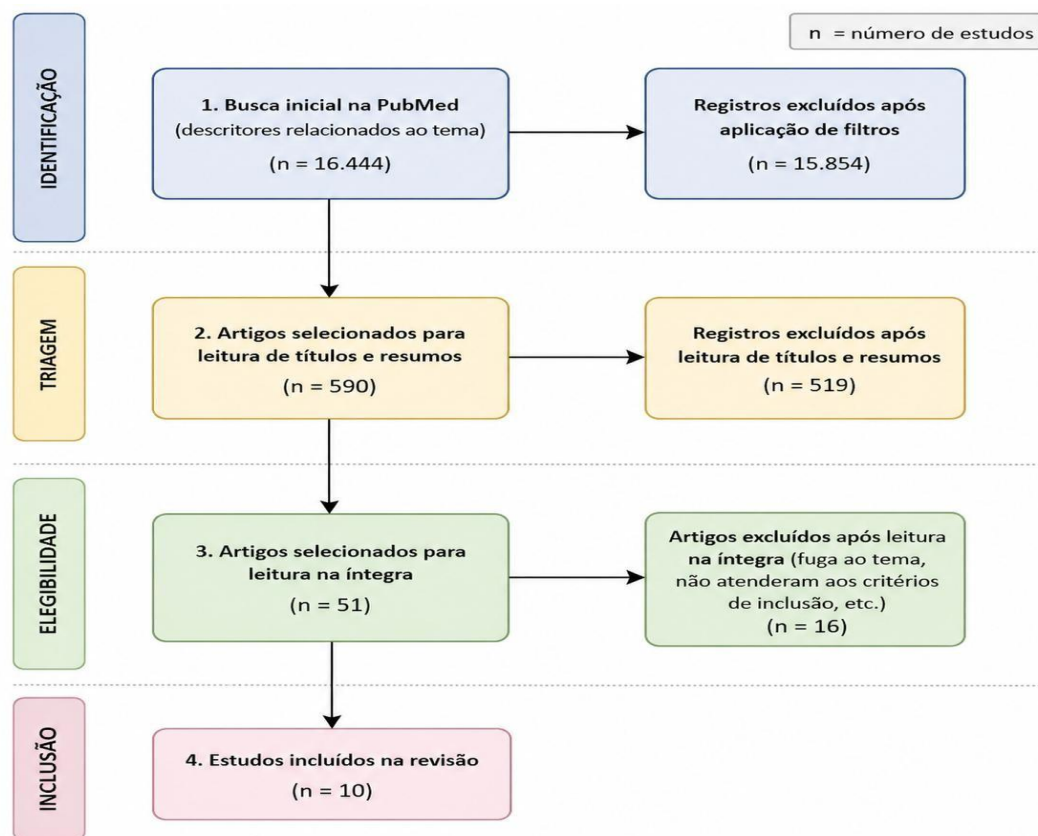 n = número de estudos
IDENTIFICAÇÃO
1. Busca inicial na PubMed
(descritores relacionados ao tema)
(n = 16.444)
Registros excluídos após
aplicação de filtros
(n = 15.854)
TRIAGEM
2. Artigos selecionados para
leitura de títulos e resumos
(n = 590)
Registros excluídos após
leitura de títulos e resumos
(n = 519)
ELEGIBILIDADE
3. Artigos selecionados para
leitura na íntegra
(n = 51)
Artigos excluídos após leitura
na íntegra (fuga ao tema,
não atenderam aos critérios
de inclusão, etc.)
(n = 16)
INCLUSÃO
4. Estudos incluídos na revisão
(n = 10)